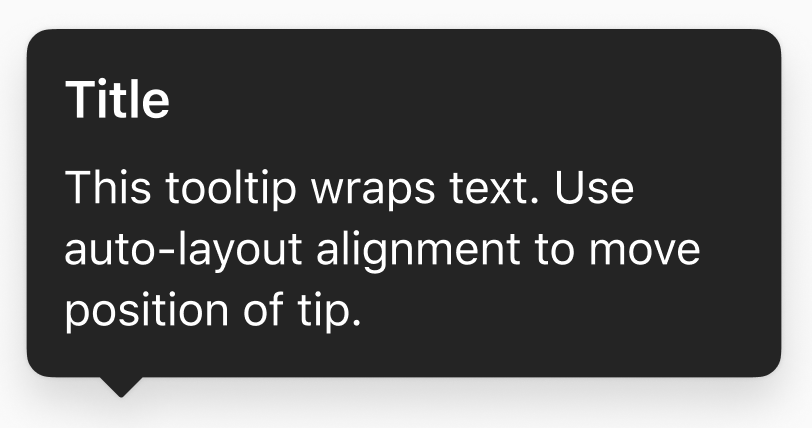 Title
This tooltip wraps text. Use
auto-layout alignment to move
position of tip.